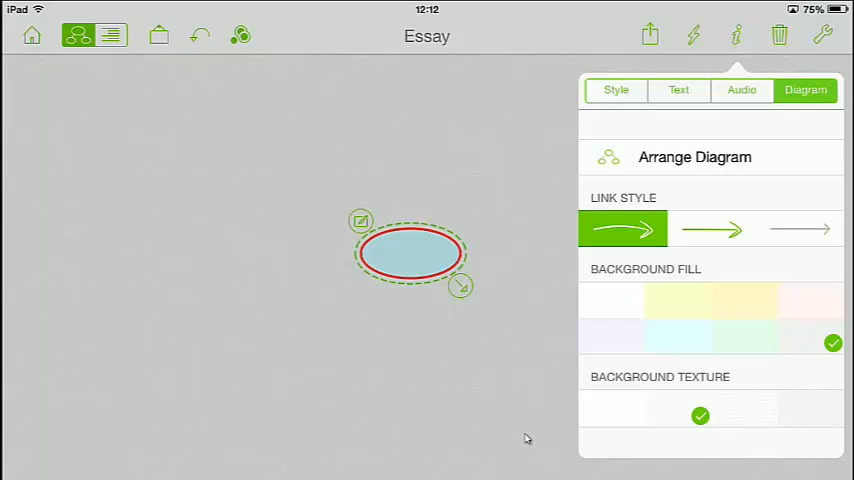 iPad 12:12 75%
Essay
Style Text Audio Diagram
Arrange Diagram
LINK STYLE
BACKGROUND FILL
BACKGROUND TEXTURE